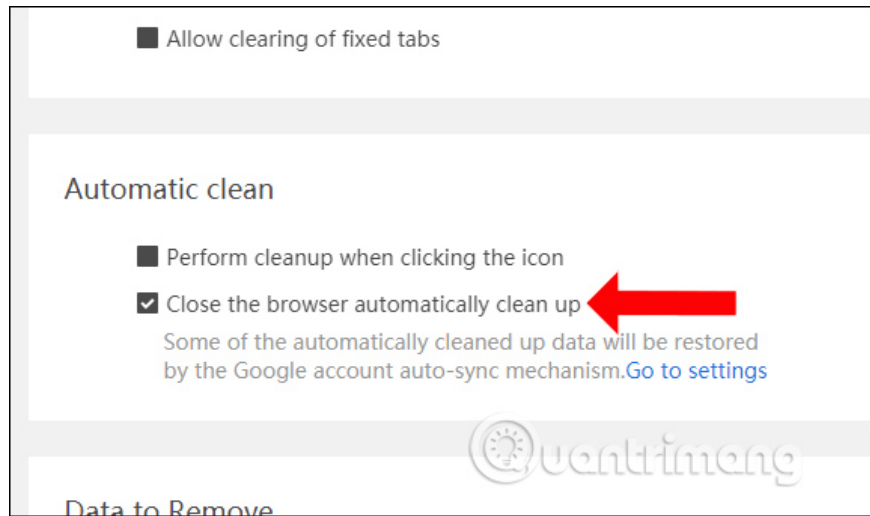 Allow clearing of fixed tabs
Automatic clean
Perform cleanup when clicking the icon
Close the browser automatically clean up
Some of the automatically cleaned up data will be restored
by the Google account auto-sync mechanism.Go to settings
Quantrimang
Data to Remove